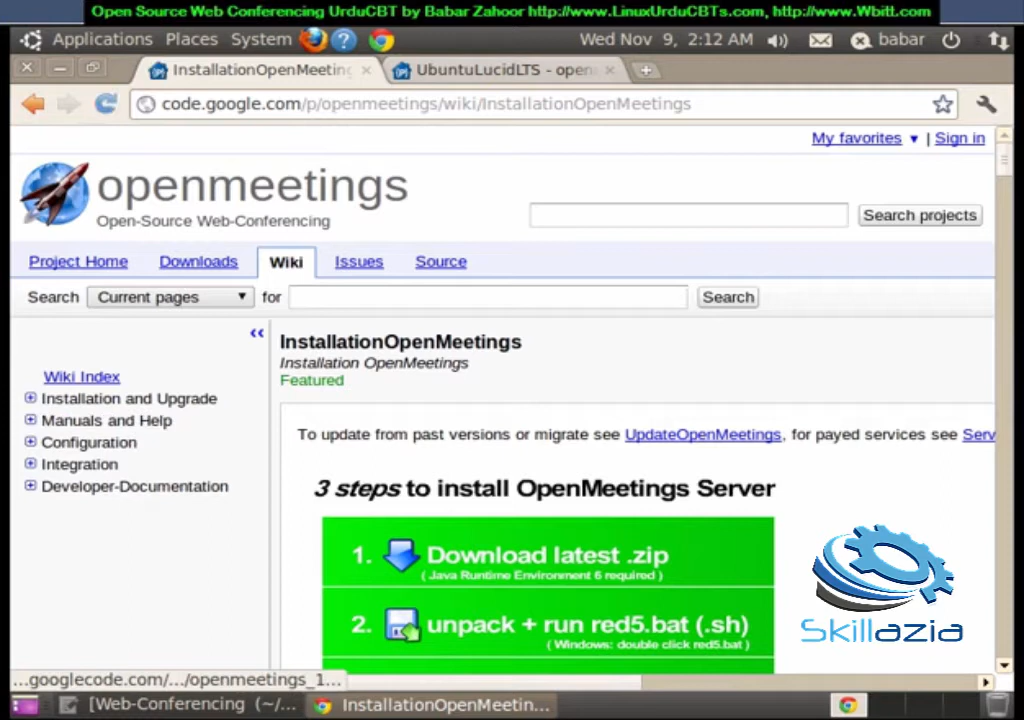 Open Source Web Conferencing UrduCBT by Babar Zahoor http://www.LinuxUrduCBTs.com, http://www.Wbitt.com
Applications Places System ? Wed Nov 9, 2:12 AM babar
InstallationOpenMeeting UbuntuLucidLTS - open
code.google.com/p/openmeetings/wiki/InstallationOpenMeetings
My favorites ▼ | Sign in
openmeetings
Open-Source Web-Conferencing
Search projects
Project Home Downloads Wiki Issues Source
Search Current pages for Search
InstallationOpenMeetings
Installation OpenMeetings
Featured
Wiki Index
Installation and Upgrade
Manuals and Help
Configuration
Integration
Developer-Documentation
To update from past versions or migrate see UpdateOpenMeetings, for payed services see Serv
3 steps to install OpenMeetings Server
1. Download latest .zip
( Java Runtime Environment 6 required )
2. unpack + run red5.bat (.sh)
( Windows: double click red5.bat )
Skillazia
...googlecode.com/.../openmeetings_1...
[Web-Conferencing (~/... InstallationOpenMeetin...